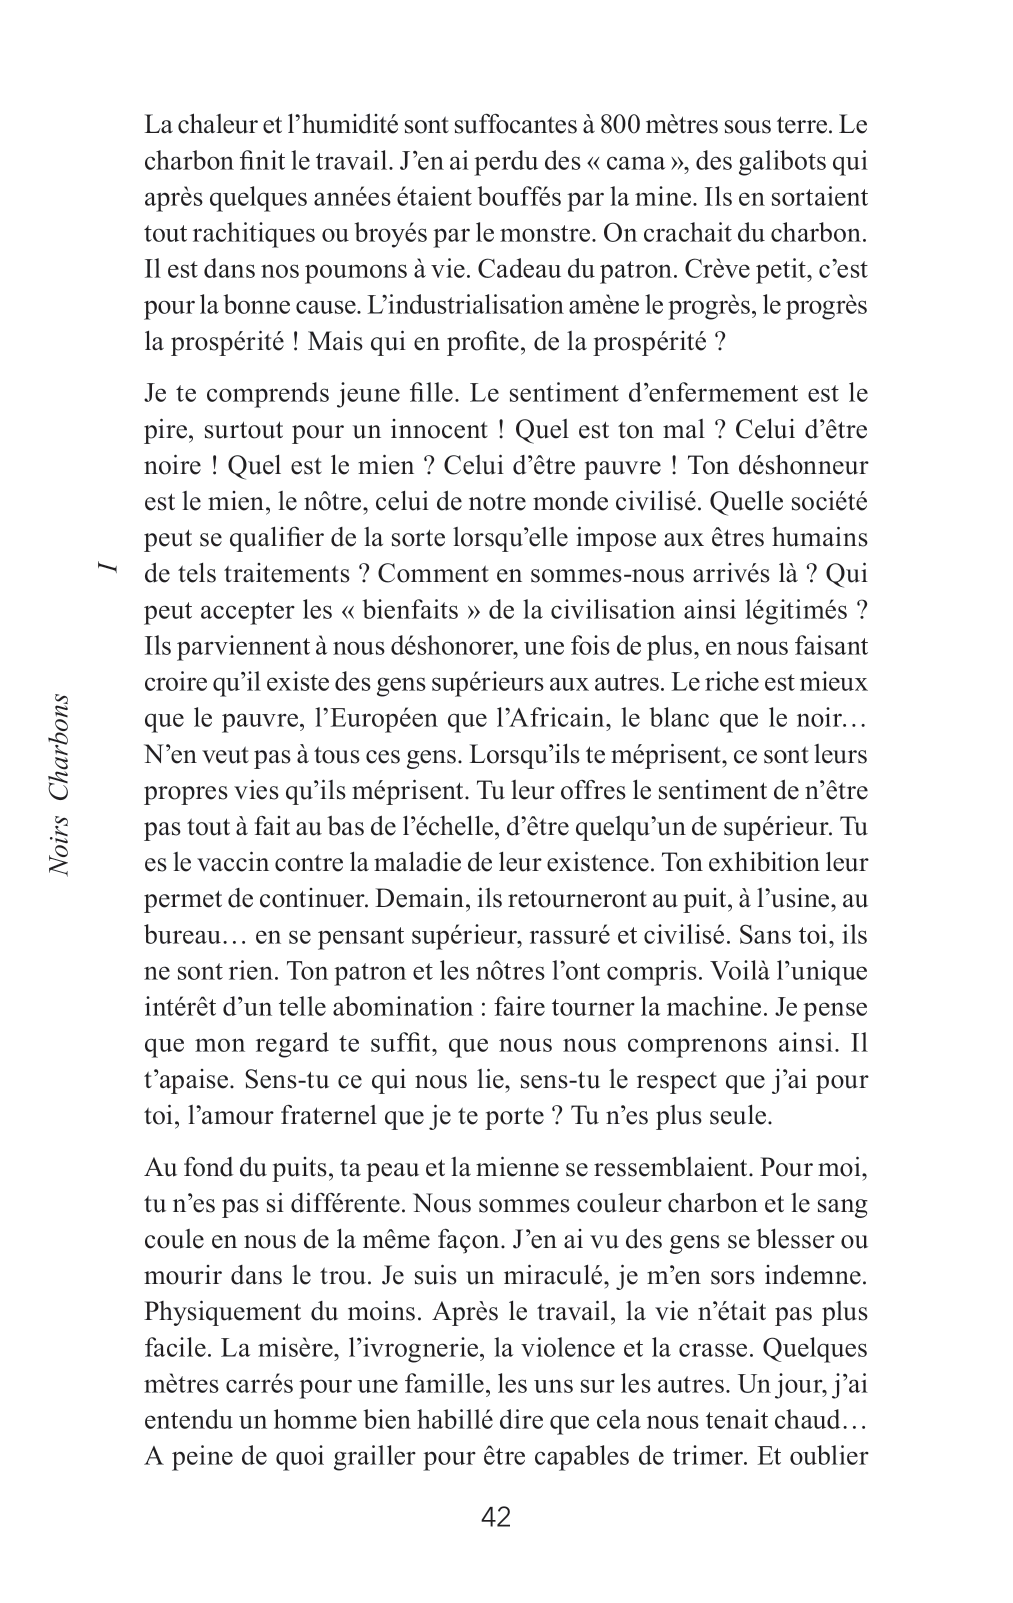 La chaleur et l’humidité sont suffocantes à 800 mètres sous terre. Le
charbon finit le travail. J’en ai perdu des « cama », des galibots qui
après quelques années étaient bouffés par la mine. Ils en sortaient
tout rachitiques ou broyés par le monstre. On crachait du charbon.
Il est dans nos poumons à vie. Cadeau du patron. Crève petit, c’est
pour la bonne cause. L’industrialisation amène le progrès, le progrès
la prospérité ! Mais qui en profite, de la prospérité ?
Je te comprends jeune fille. Le sentiment d’enfermement est le
pire, surtout pour un innocent ! Quel est ton mal ? Celui d’être
noire ! Quel est le mien ? Celui d’être pauvre ! Ton déshonneur
est le mien, le nôtre, celui de notre monde civilisé. Quelle société
peut se qualifier de la sorte lorsqu’elle impose aux êtres humains
de tels traitements ? Comment en sommes-nous arrivés là ? Qui
peut accepter les « bienfaits » de la civilisation ainsi légitimés ?
Ils parviennent à nous déshonorer, une fois de plus, en nous faisant
croire qu’il existe des gens supérieurs aux autres. Le riche est mieux
que le pauvre, l’Européen que l’Africain, le blanc que le noir…
N’en veut pas à tous ces gens. Lorsqu’ils te méprisent, ce sont leurs
propres vies qu’ils méprisent. Tu leur offres le sentiment de n’être
pas tout à fait au bas de l’échelle, d’être quelqu’un de supérieur. Tu
es le vaccin contre la maladie de leur existence. Ton exhibition leur
permet de continuer. Demain, ils retourneront au puit, à l’usine, au
bureau… en se pensant supérieur, rassuré et civilisé. Sans toi, ils
ne sont rien. Ton patron et les nôtres l’ont compris. Voilà l’unique
intérêt d’un telle abomination : faire tourner la machine. Je pense
que mon regard te suffit, que nous nous comprenons ainsi. Il
t’apaise. Sens-tu ce qui nous lie, sens-tu le respect que j’ai pour
toi, l’amour fraternel que je te porte ? Tu n’es plus seule.
Au fond du puits, ta peau et la mienne se ressemblaient. Pour moi,
tu n’es pas si différente. Nous sommes couleur charbon et le sang
coule en nous de la même façon. J’en ai vu des gens se blesser ou
mourir dans le trou. Je suis un miraculé, je m’en sors indemne.
Physiquement du moins. Après le travail, la vie n’était pas plus
facile. La misère, l’ivrognerie, la violence et la crasse. Quelques
mètres carrés pour une famille, les uns sur les autres. Un jour, j’ai
entendu un homme bien habillé dire que cela nous tenait chaud…
A peine de quoi grailler pour être capables de trimer. Et oublier
Noirs Charbons
I
42